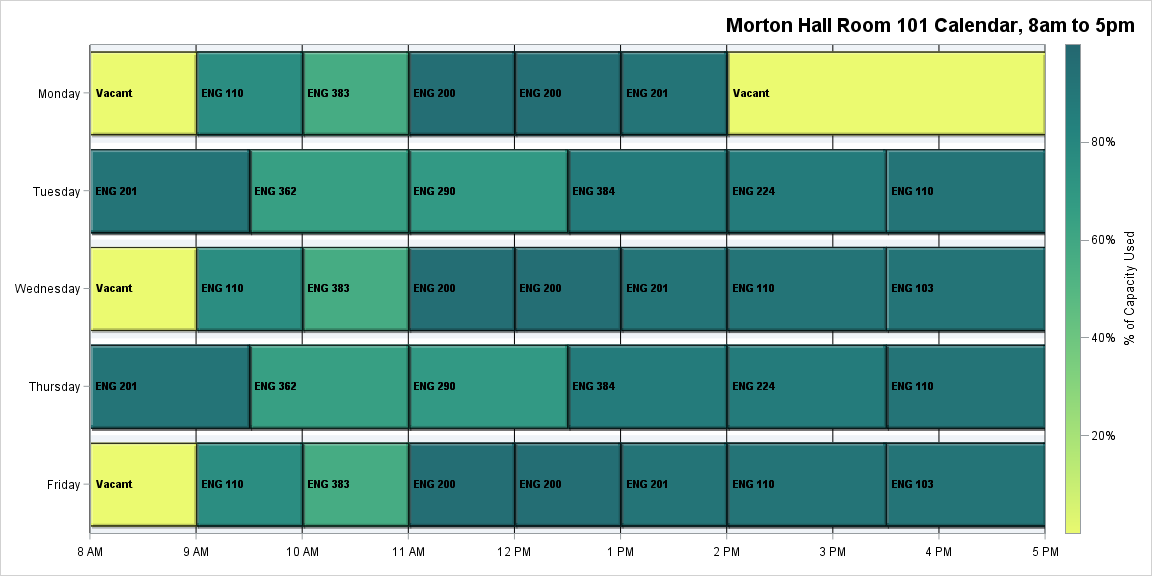 Morton Hall Room 101 Calendar, 8am to 5pm
Monday
Vacant
ENG 110
ENG 383
ENG 200
ENG 200
ENG 201
Vacant
Tuesday
ENG 201
ENG 362
ENG 290
ENG 384
ENG 224
ENG 110
Wednesday
Vacant
ENG 110
ENG 383
ENG 200
ENG 200
ENG 201
ENG 110
ENG 103
Thursday
ENG 201
ENG 362
ENG 290
ENG 384
ENG 224
ENG 110
Friday
Vacant
ENG 110
ENG 383
ENG 200
ENG 200
ENG 201
ENG 110
ENG 103
8 AM
9 AM
10 AM
11 AM
12 PM
1 PM
2 PM
3 PM
4 PM
5 PM
80%
60%
40%
20%
% of Capacity Used